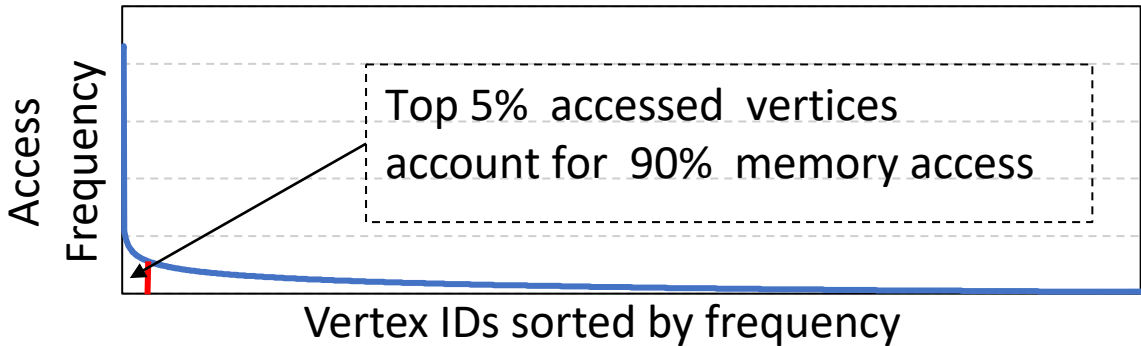 Access
Frequency
Top 5% accessed vertices
account for 90% memory access
Vertex IDs sorted by frequency